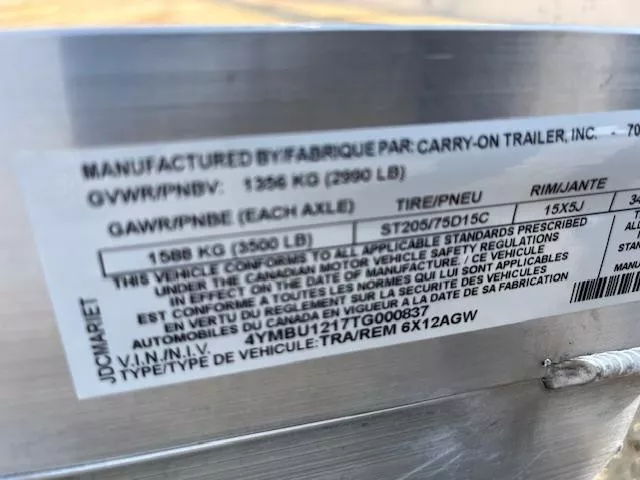 MANUFACTURED BY/FABRIQUE PAR: CARRY-ON TRAILER, INC. - 70
GVWR/PNBV: 1356 KG (2990 LB)
GAWR/PNBE (EACH AXLE) TIRE/PNEU RIM/JANTE
1588 KG (3500 LB) ST205/75D15C 15X5J 34
THIS VEHICLE CONFORMS TO ALL APPLICABLE STANDARDS PRESCRIBED
UNDER THE CANADIAN MOTOR VEHICLE SAFETY REGULATIONS
IN EFFECT ON THE DATE OF MANUFACTURE. / CE VEHICULE
EST CONFORME A TOUTES LES NORMES QUI LUI SONT APPLICABLES
EN VERTU DU REGLEMENT SUR LA SECURITE DES VEHICULES
EN VIGUEUR A LA DATE DE SA FABRICATION
V.I.N./N.I.V. 4YMBU1217TG000837
TYPE/TYPE DE VEHICULE: TRA/REM 6X12AGW
JDCMARIET
STAN
MANU